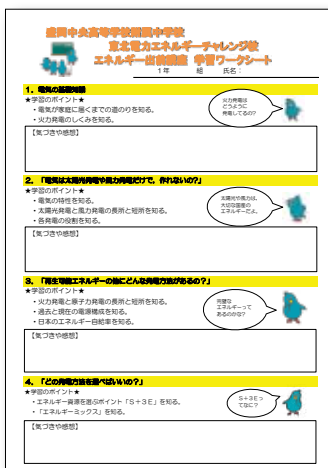 盛岡中央高等学校附属中学校
東北電力エネルギーチャレンジ校
エネルギー出前講座 学習ワークシート
1年 組 氏名:
1.電気の基礎知識
★学習のポイント★
・電気が家庭に届くまでの道のりを知る。
・火力発電のしくみを知る。
火力発電は
どうように
発電してるの?
【気づきや感想】
2.「電気は太陽光発電や風力発電だけで、作れないの?」
★学習のポイント★
・電気の特性を知る。
・太陽光発電と風力発電の長所と短所を知る。
・各発電の役割を知る。
太陽光や風力は、
大切な国産の
エネルギーだよ。
【気づきや感想】
3.「再生可能エネルギーの他にどんな発電方法があるの?」
★学習のポイント★
・火力発電と原子力発電の長所と短所を知る。
・過去と現在の電源構成を知る。
・日本のエネルギー自給率を知る。
完璧な
エネルギーって
あるのかな?
【気づきや感想】
4.「どの発電方法を選べばいいの?」
★学習のポイント★
・エネルギー資源を選ぶポイント「S+3E」を知る。
・「エネルギーミックス」を知る。
S+3Eっ
てなに?
【気づきや感想】